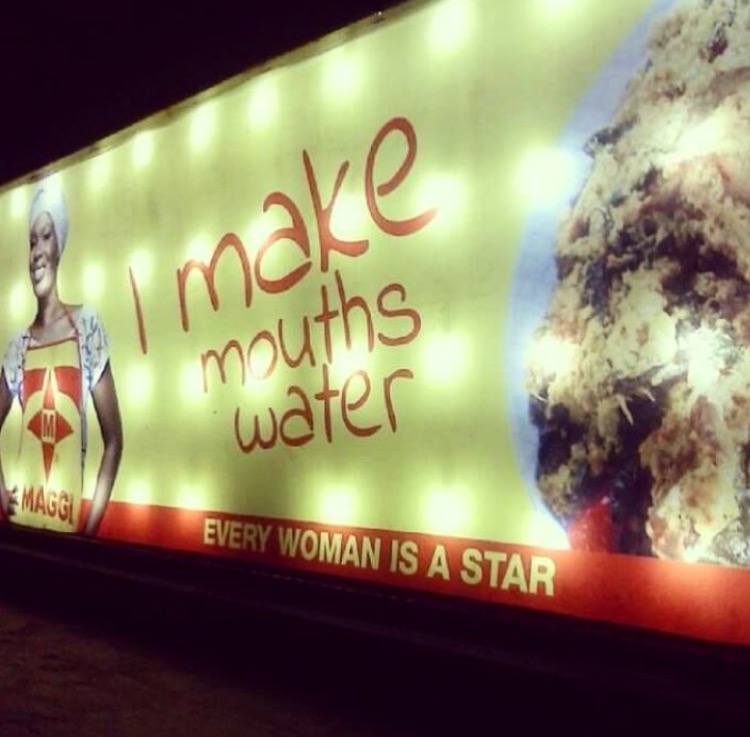 I make
mouths
water
M
MAGGI
EVERY WOMAN IS A STAR